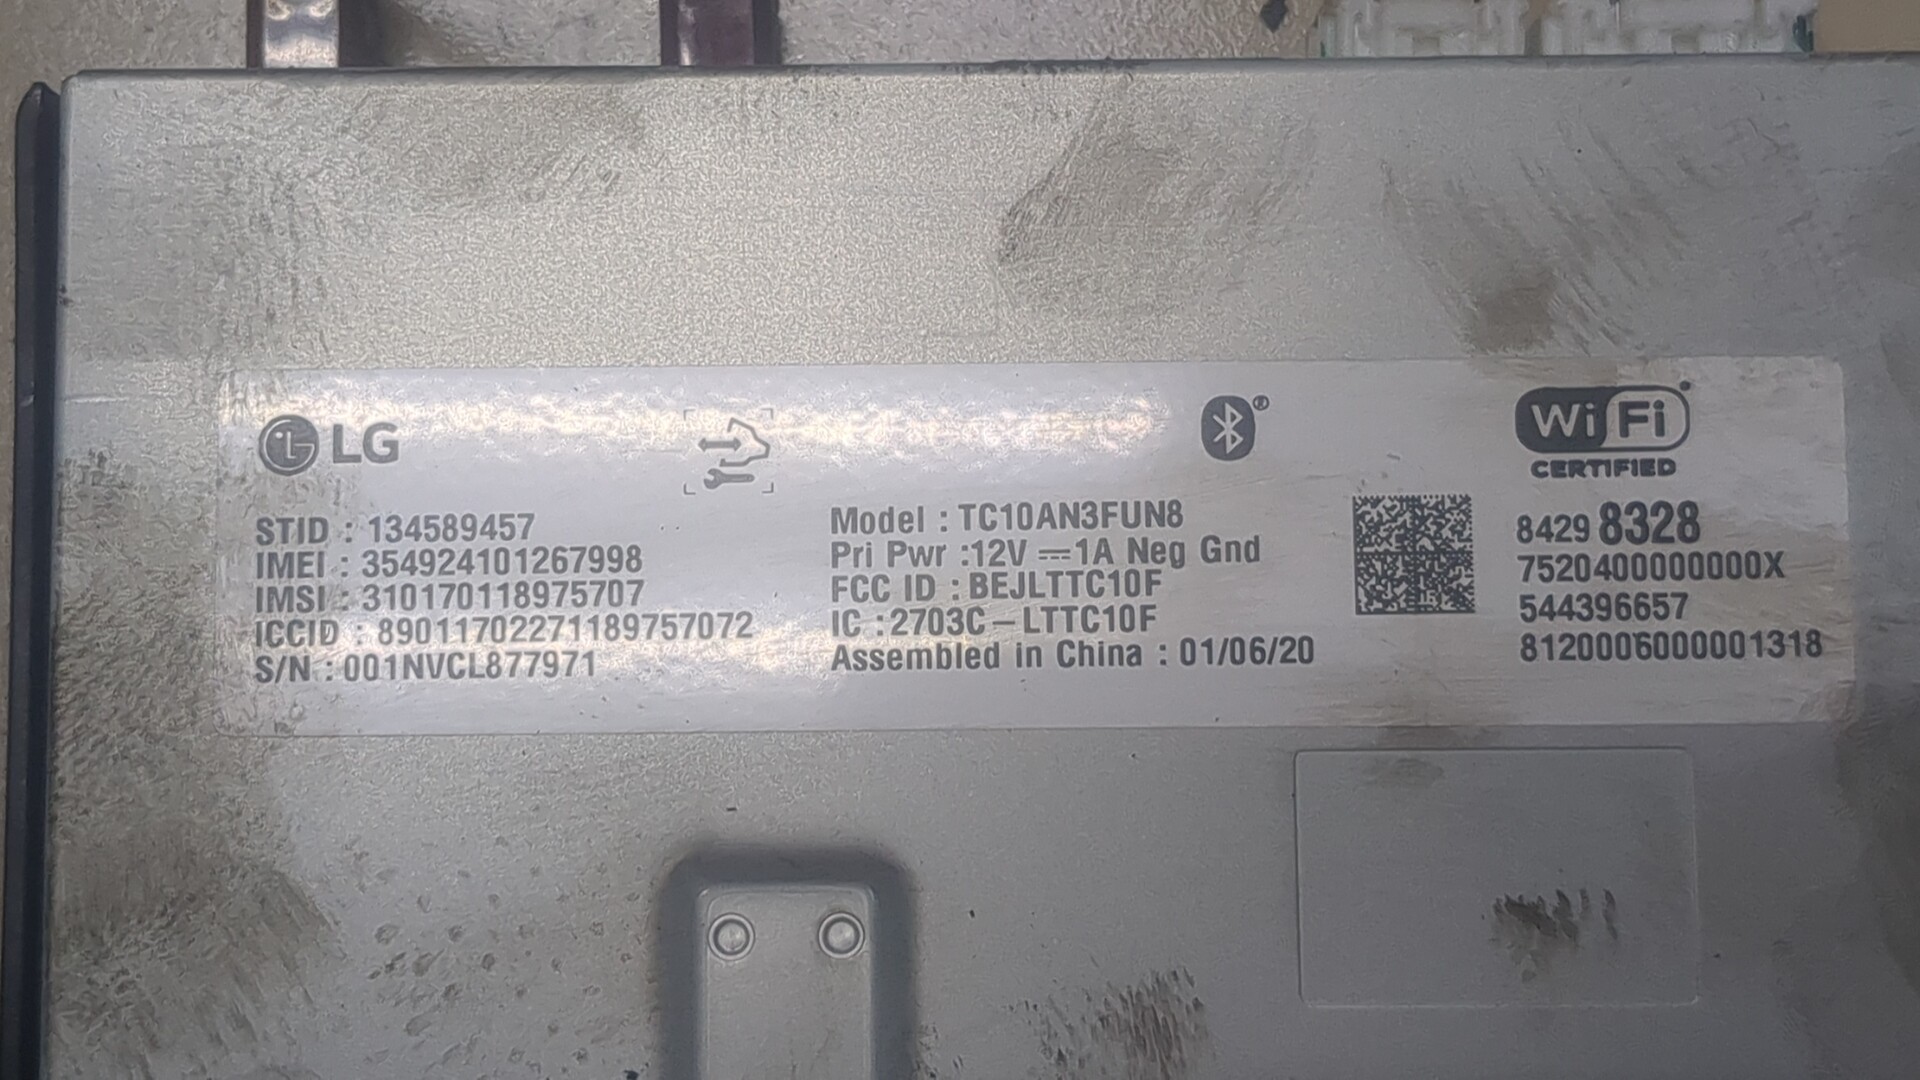 LG
STID : 134589457
IMEI : 354924101267998
IMSI : 310170118975707
ICCID : 89011702271189757072
S/N : 001NVCL877971
Model : TC10AN3FUN8
Pri Pwr :12V ⎓1A Neg Gnd
FCC ID : BEJLTTC10F
IC : 2703C–LTTC10F
Assembled in China : 01/06/20
Wi Fi
CERTIFIED
8429 8328
7520400000000X
544396657
8120006000001318